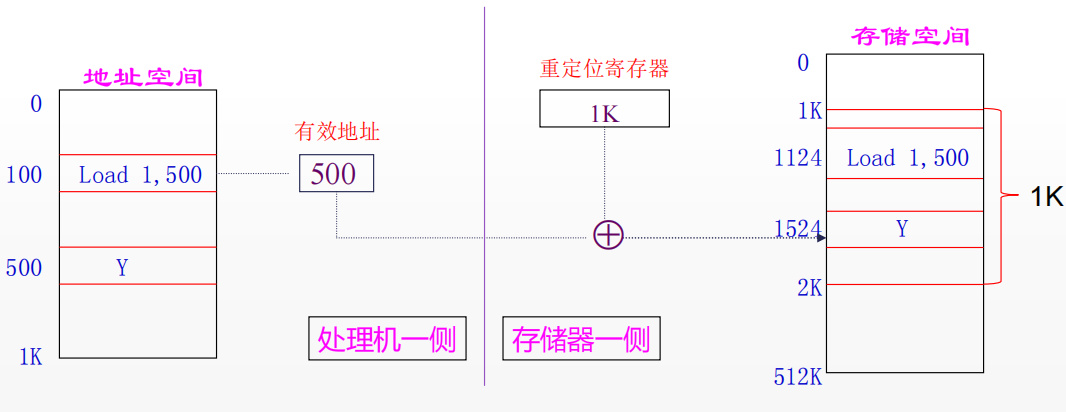 地址空间
0
100
Load 1,500
500
Y
1K
有效地址
500
处理机一侧
重定位寄存器
1K
存储器一侧
存储空间
0
1K
1124
Load 1,500
1524
Y
2K
512K
1K